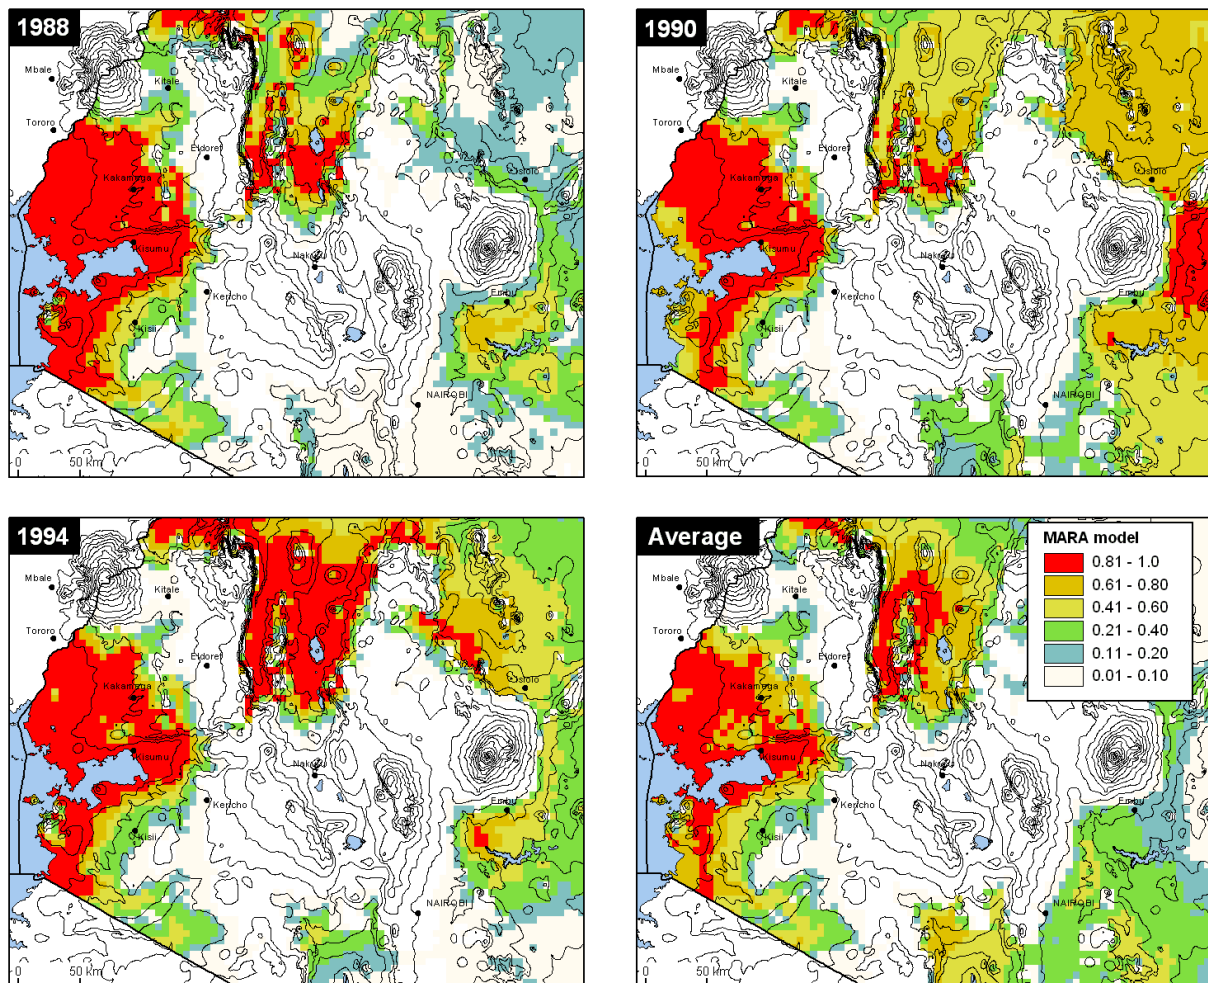 1988
Mbale
Kitale
Tororo
Eldoret
Kakamega
Isiolo
Kisumu
Nakuru
Kericho
Embu
Kisii
NAIROBI
0 50 km
1990
Mbale
Kitale
Tororo
Eldoret
Kakamega
Isiolo
Kisumu
Nakuru
Kericho
Embu
Kisii
NAIROBI
0 50 km
1994
Mbale
Kitale
Tororo
Eldoret
Kakamega
Isiolo
Kisumu
Nakuru
Kericho
Embu
Kisii
NAIROBI
0 50 km
Average
MARA model
0.81 - 1.0
0.61 - 0.80
0.41 - 0.60
0.21 - 0.40
0.11 - 0.20
0.01 - 0.10
Mbale
Kitale
Tororo
Eldoret
Kakamega
Kisumu
Nakuru
Kericho
Embu
Kisii
NAIROBI
0 50 km